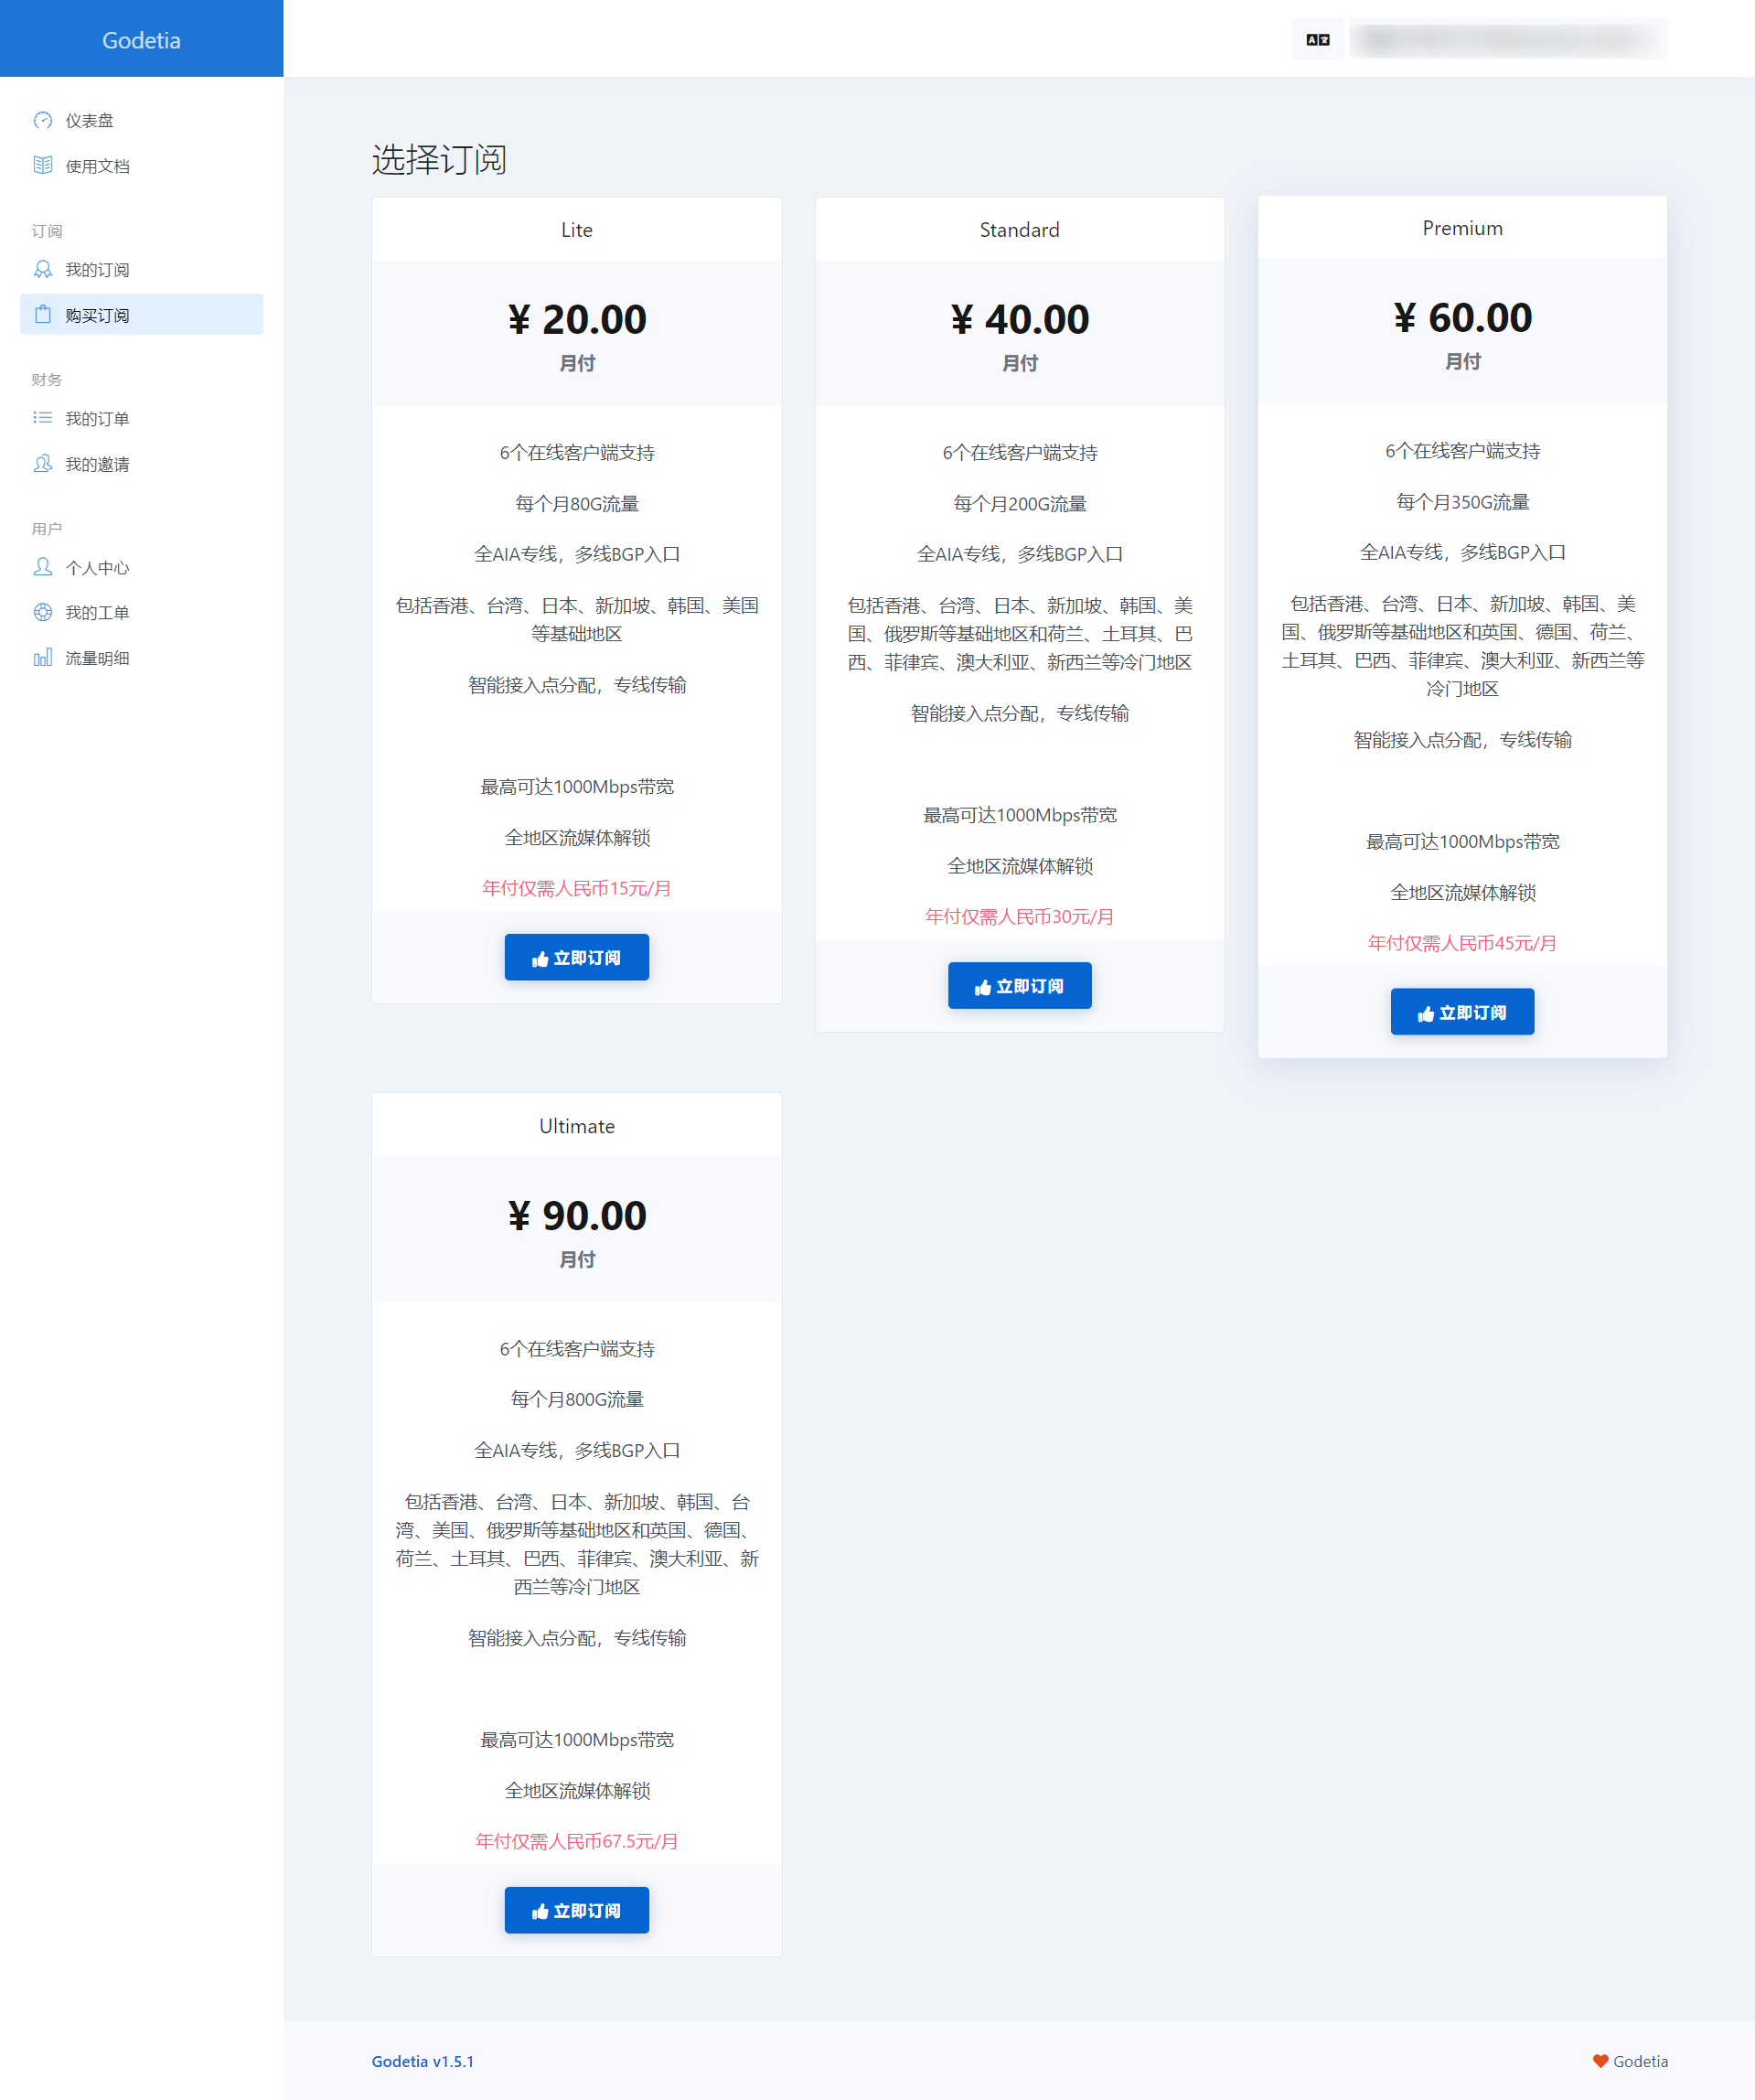 Godetia
仪表盘
使用文档
订阅
我的订阅
购买订阅
财务
我的订单
我的邀请
用户
个人中心
我的工单
流量明细
选择订阅
Lite
¥ 20.00
月付
6个在线客户端支持
每个月80G流量
全AIA专线，多线BGP入口
包括香港、台湾、日本、新加坡、韩国、美国
等基础地区
智能接入点分配，专线传输
最高可达1000Mbps带宽
全地区流媒体解锁
年付仅需人民币15元/月
立即订阅
Standard
¥ 40.00
月付
6个在线客户端支持
每个月200G流量
全AIA专线，多线BGP入口
包括香港、台湾、日本、新加坡、韩国、美
国、俄罗斯等基础地区和荷兰、土耳其、巴
西、菲律宾、澳大利亚、新西兰等冷门地区
智能接入点分配，专线传输
最高可达1000Mbps带宽
全地区流媒体解锁
年付仅需人民币30元/月
立即订阅
Premium
¥ 60.00
月付
6个在线客户端支持
每个月350G流量
全AIA专线，多线BGP入口
包括香港、台湾、日本、新加坡、韩国、美
国、俄罗斯等基础地区和英国、德国、荷兰、
土耳其、巴西、菲律宾、澳大利亚、新西兰等
冷门地区
智能接入点分配，专线传输
最高可达1000Mbps带宽
全地区流媒体解锁
年付仅需人民币45元/月
立即订阅
Ultimate
¥ 90.00
月付
6个在线客户端支持
每个月800G流量
全AIA专线，多线BGP入口
包括香港、台湾、日本、新加坡、韩国、台
湾、美国、俄罗斯等基础地区和英国、德国、
荷兰、土耳其、巴西、菲律宾、澳大利亚、新
西兰等冷门地区
智能接入点分配，专线传输
最高可达1000Mbps带宽
全地区流媒体解锁
年付仅需人民币67.5元/月
立即订阅
Godetia v1.5.1
Godetia